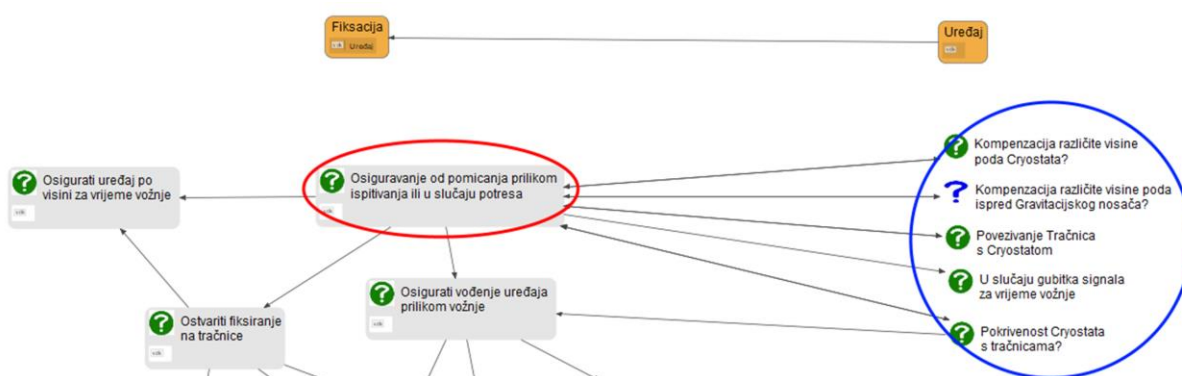 Fiksacija
Uređaj
Uređaj
Osigurati uređaj po
visini za vrijeme vožnje
Osiguravanje od pomicanja prilikom
ispitivanja ili u slučaju potresa
Kompenzacija različite visine
poda Cryostata?
Kompenzacija različite visine poda
ispred Gravitacijskog nosača?
Povezivanje Tračnica
s Cryostatom
U slučaju gubitka signala
za vrijeme vožnje
Pokrivenost Cryostata
s tračnicama?
Osigurati vođenje uređaja
prilikom vožnje
Ostvariti fiksiranje
na tračnice